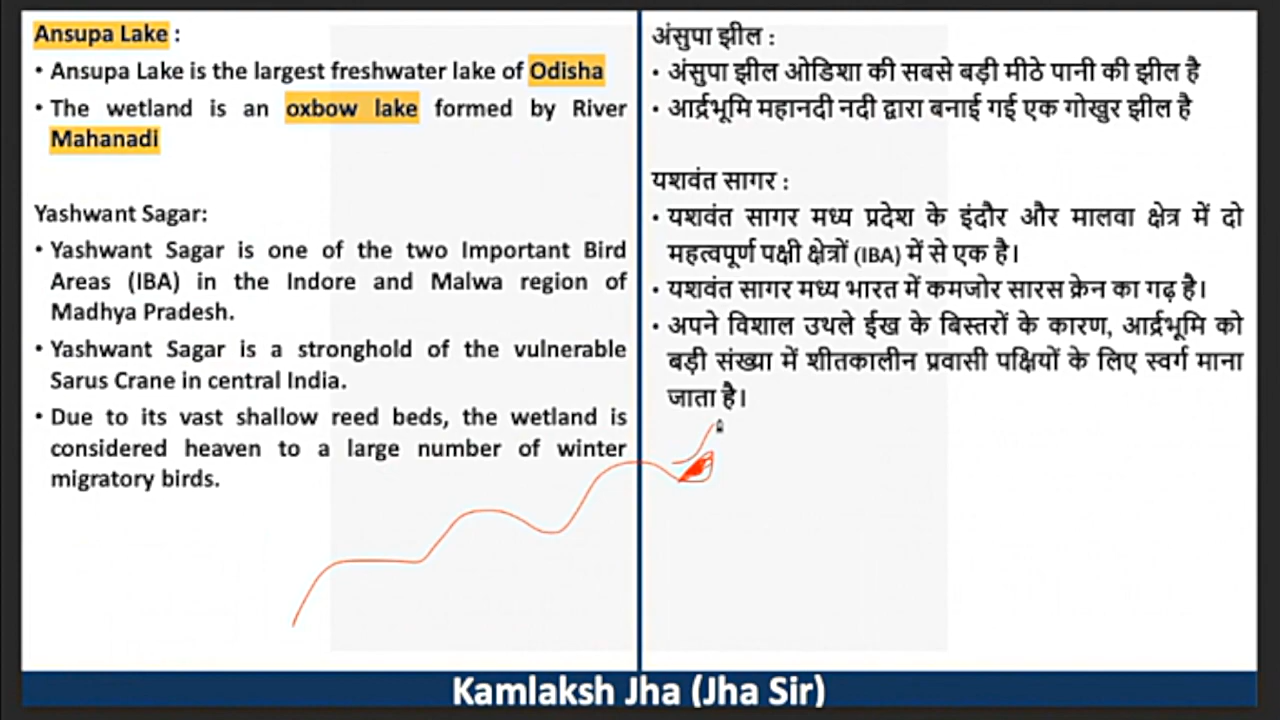 Ansupa Lake :
• Ansupa Lake is the largest freshwater lake of Odisha
• The wetland is an oxbow lake formed by River
Mahanadi
Yashwant Sagar:
• Yashwant Sagar is one of the two Important Bird
Areas (IBA) in the Indore and Malwa region of
Madhya Pradesh.
• Yashwant Sagar is a stronghold of the vulnerable
Sarus Crane in central India.
• Due to its vast shallow reed beds, the wetland is
considered heaven to a large number of winter
migratory birds.
अंसुपा झील :
• अंसुपा झील ओडिशा की सबसे बड़ी मीठे पानी की झील है
• आर्द्रभूमि महानदी नदी द्वारा बनाई गई एक गोखुर झील है
यशवंत सागर :
• यशवंत सागर मध्य प्रदेश के इंदौर और मालवा क्षेत्र में दो
महत्वपूर्ण पक्षी क्षेत्रों (IBA) में से एक है।
• यशवंत सागर मध्य भारत में कमजोर सारस क्रेन का गढ़ है।
• अपने विशाल उथले ईख के बिस्तरों के कारण, आर्द्रभूमि को
बड़ी संख्या में शीतकालीन प्रवासी पक्षियों के लिए स्वर्ग माना
जाता है।
Kamlaksh Jha (Jha Sir)